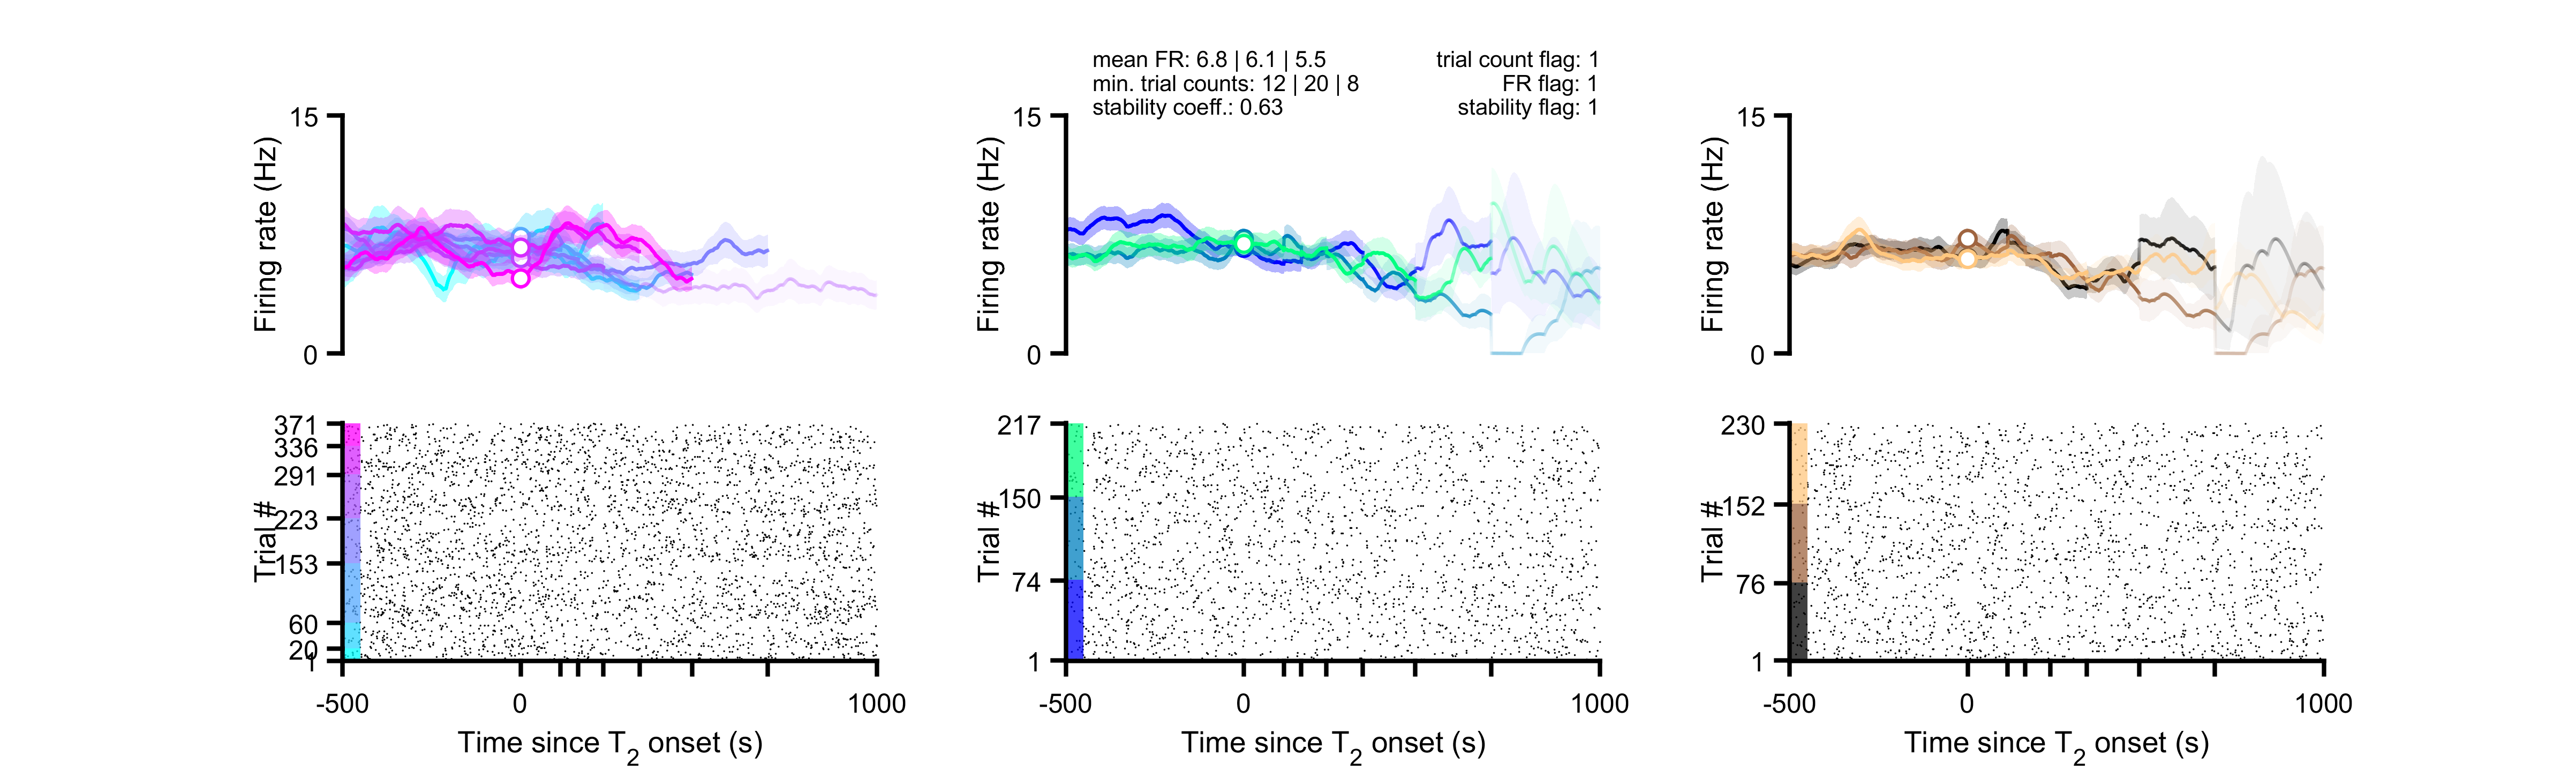 mean FR: 6.8 | 6.1 | 5.5
trial count flag: 1
min. trial counts: 12 | 20 | 8
FR flag: 1
stability coeff.: 0.63
stability flag: 1
15
Firing rate (Hz)
0
15
Firing rate (Hz)
0
15
Firing rate (Hz)
0
371
336
291
223
153
60
20
1
Trial #
-500
0
1000
Time since T2 onset (s)
217
150
74
1
Trial #
-500
0
1000
Time since T2 onset (s)
230
152
76
1
Trial #
-500
0
1000
Time since T2 onset (s)